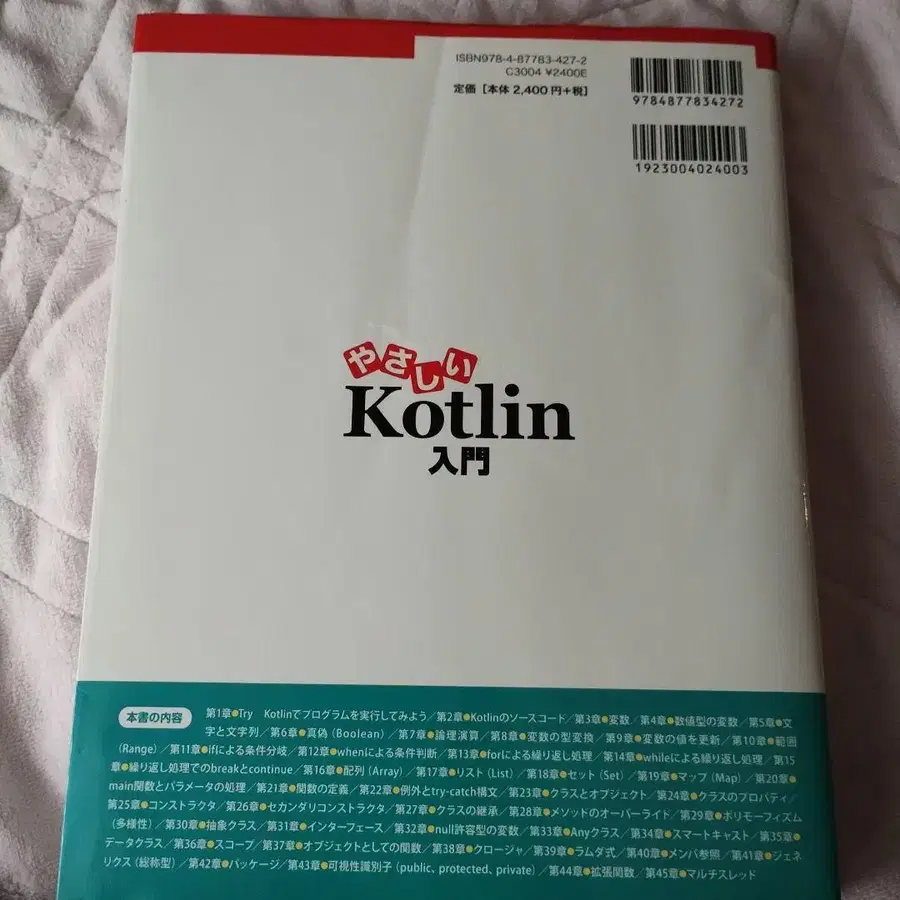 ISBN978-4-87783-427-2
C3004 ¥2400E
定価［本体 2,400 円+税］
9784877834272
1923004024003
やさしい
Kotlin
入門
本書の内容
第1章●Try Kotlinでプログラムを実行してみよう／第2章●Kotlinのソースコード／第3章●変数／第4章●数値型の変数／第5章●文
字と文字列／第6章●真偽（Boolean）／第7章●論理演算／第8章●変数の型変換／第9章●変数の値を更新／第10章●範囲
（Range）／第11章●ifによる条件分岐／第12章●whenによる条件判断／第13章●forによる繰り返し処理／第14章●whileによる繰り返し処理／第15
章●繰り返し処理でのbreakとcontinue／第16章●配列（Array）／第17章●リスト（List）／第18章●セット（Set）／第19章●マップ（Map）／第20章●
main関数とパラメータの処理／第21章●関数の定義／第22章●例外とtry-catch構文／第23章●クラスとオブジェクト／第24章●クラスのプロパティ／
第25章●コンストラクタ／第26章●セカンダリコンストラクタ／第27章●クラスの継承／第28章●メソッドのオーバーライド／第29章●ポリモーフィズム
（多様性）／第30章●抽象クラス／第31章●インターフェース／第32章●null許容型の変数／第33章●Anyクラス／第34章●スマートキャスト／第35章●
データクラス／第36章●スコープ／第37章●オブジェクトとしての関数／第38章●クロージャ／第39章●ラムダ式／第40章●メンバ参照／第41章●ジェネ
リクス（総称型）／第42章●パッケージ／第43章●可視性識別子（public, protected, private）／第44章●拡張関数／第45章●マルチスレッド